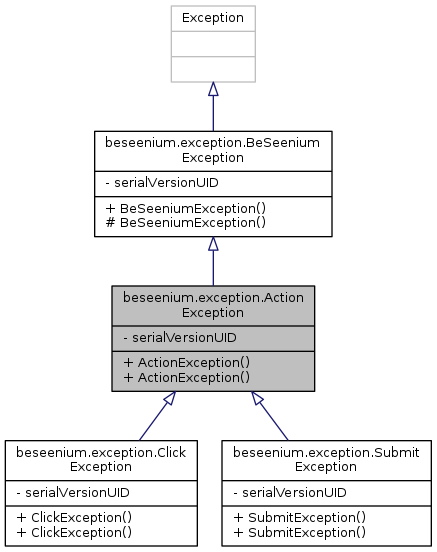 Exception
beseenium.exception.BeSeenium
Exception
- serialVersionUID
+ BeSeeniumException()
# BeSeeniumException()
beseenium.exception.Action
Exception
- serialVersionUID
+ ActionException()
+ ActionException()
beseenium.exception.Click
Exception
- serialVersionUID
+ ClickException()
+ ClickException()
beseenium.exception.Submit
Exception
- serialVersionUID
+ SubmitException()
+ SubmitException()